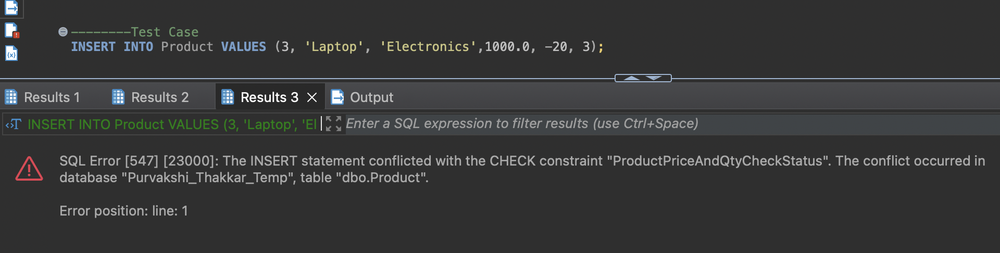 --------Test Case
INSERT INTO Product VALUES (3, 'Laptop', 'Electronics',1000.0, -20, 3);
Results 1 Results 2 Results 3 Output
INSERT INTO Product VALUES (3, 'Laptop', 'El Enter a SQL expression to filter results (use Ctrl+Space)
SQL Error [547] [23000]: The INSERT statement conflicted with the CHECK constraint "ProductPriceAndQtyCheckStatus". The conflict occurred in
database "Purvakshi_Thakkar_Temp", table "dbo.Product".
Error position: line: 1